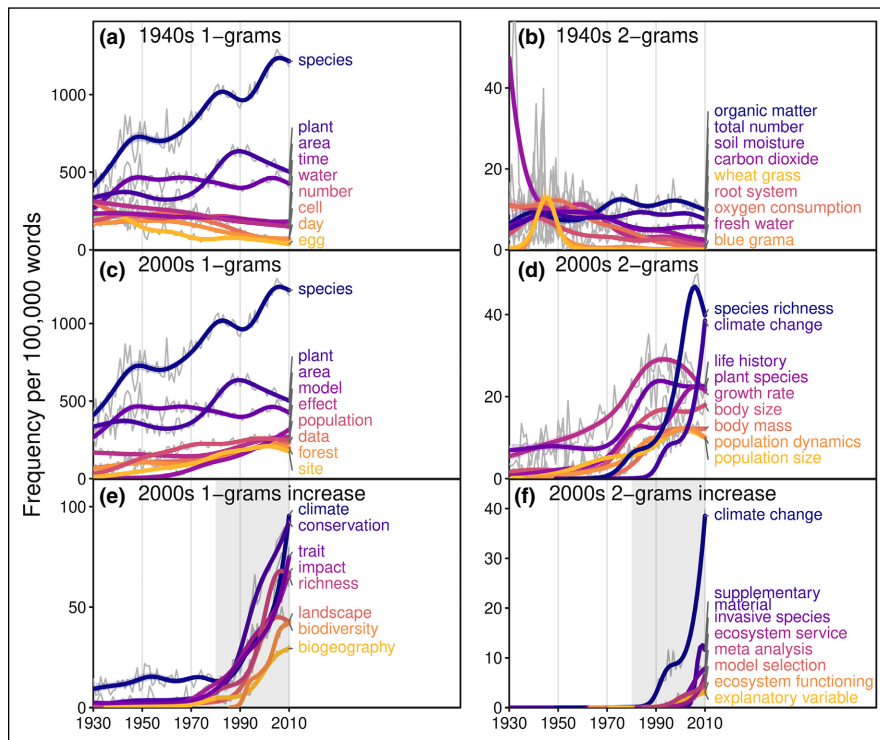 Frequency per 100,000 words
(a) 1940s 1−grams
1000
500
0
species
plant
area
time
water
number
cell
day
egg
(b) 1940s 2−grams
40
20
0
organic matter
total number
soil moisture
carbon dioxide
wheat grass
root system
oxygen consumption
fresh water
blue grama
(c) 2000s 1−grams
1000
500
0
species
plant
area
model
effect
population
data
forest
site
(d) 2000s 2−grams
40
20
0
species richness
climate change
life history
plant species
growth rate
body size
body mass
population dynamics
population size
(e) 2000s 1−grams increase
100
50
0
climate
conservation
trait
impact
richness
landscape
biodiversity
biogeography
1930 1950 1970 1990 2010
(f) 2000s 2−grams increase
40
30
20
10
0
climate change
supplementary
material
invasive species
ecosystem service
meta analysis
model selection
ecosystem functioning
explanatory variable
1930 1950 1970 1990 2010